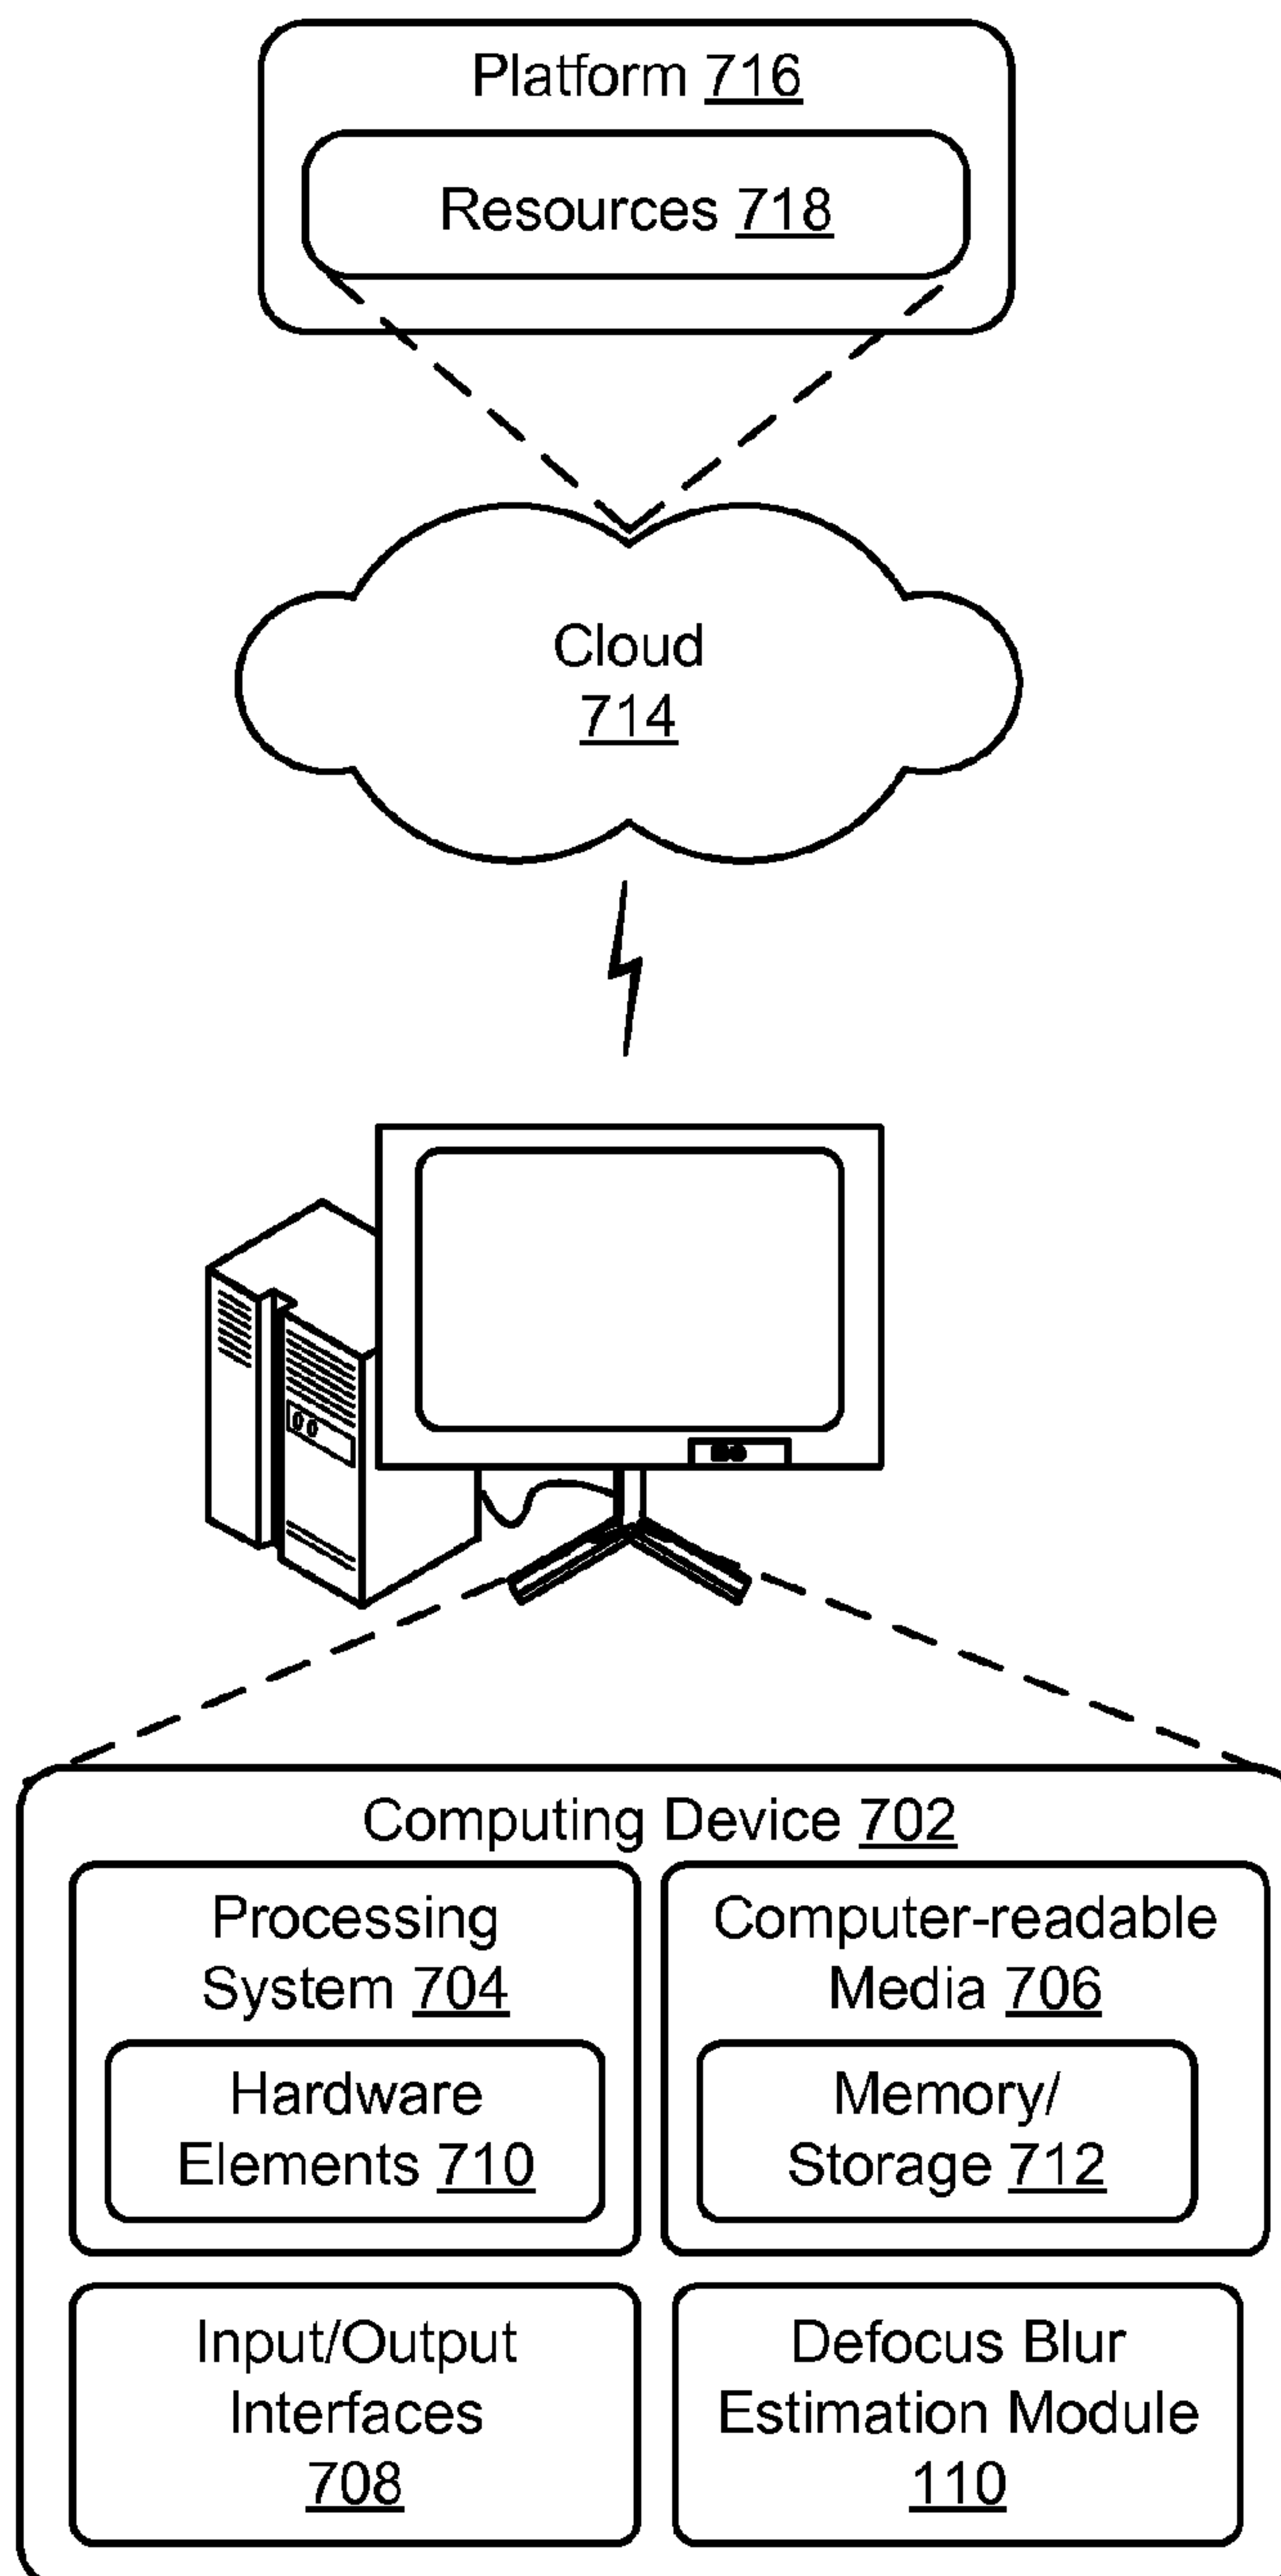 Platform 716
Resources 718
Cloud
714
Computing Device 702
Processing
System 704
Hardware
Elements 710
Computer-readable
Media 706
Memory/
Storage 712
Input/Output
Interfaces
708
Defocus Blur
Estimation Module
110